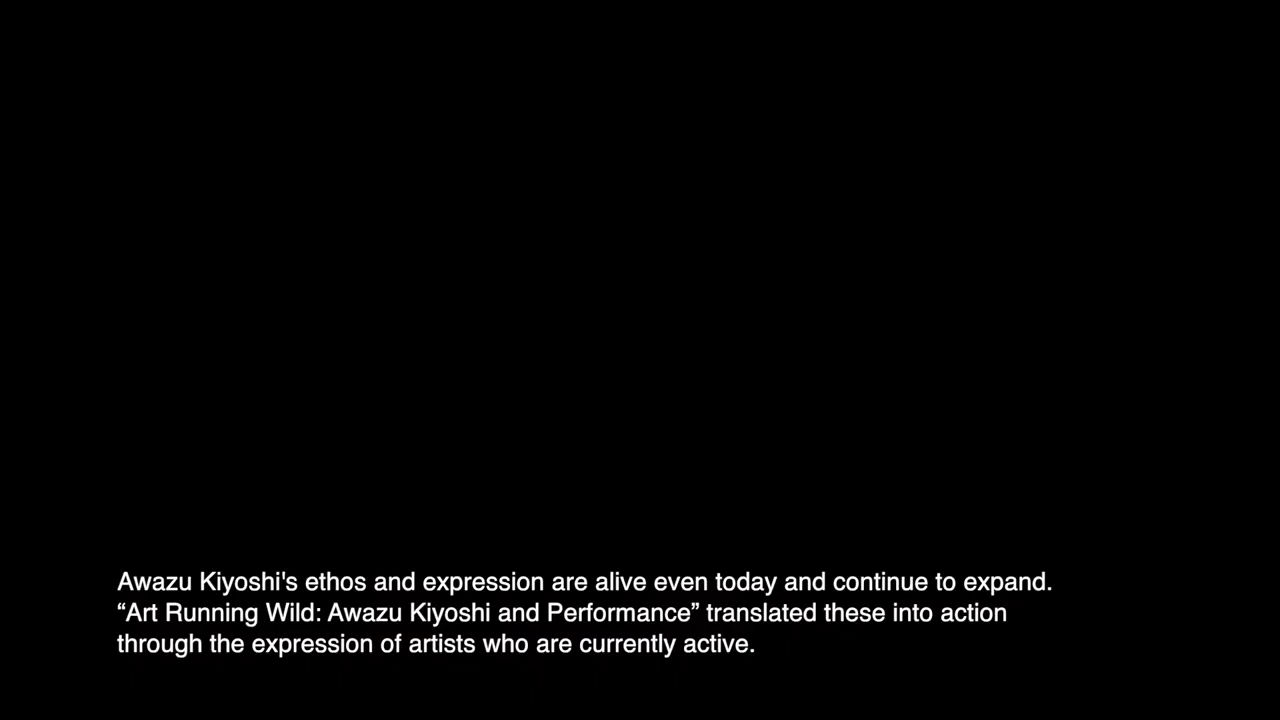 Awazu Kiyoshi's ethos and expression are alive even today and continue to expand.
“Art Running Wild: Awazu Kiyoshi and Performance” translated these into action
through the expression of artists who are currently active.